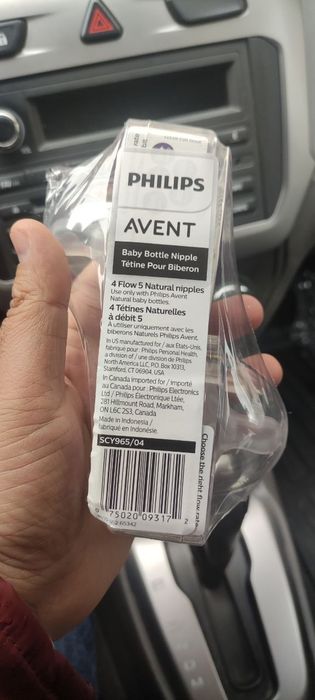 PHILIPS
AVENT
Baby Bottle Nipple
Tétine Pour Biberon
4 Flow 5 Natural nipples
Use only with Philips Avent
Natural baby bottles.
4 Tétines Naturelles
à débit 5
À utiliser uniquement avec les
biberons Naturels Philips Avent.
In US manufactured for / aux États-Unis,
fabriqué pour : Philips Personal Health,
a division of / une division de Philips
North America LLC, P.O. Box 10313,
Stamford, CT 06904. USA
In Canada imported for / Importé
au Canada pour : Philips Electronics
Ltd / Philips Électronique Ltée,
281 Hillmount Road, Markham,
ON L6C 2S3, Canada
Made in Indonesia /
fabriqué en Indonésie.
SCY965/04
75020 09317 2
Choose the right flow rate
N
D
M